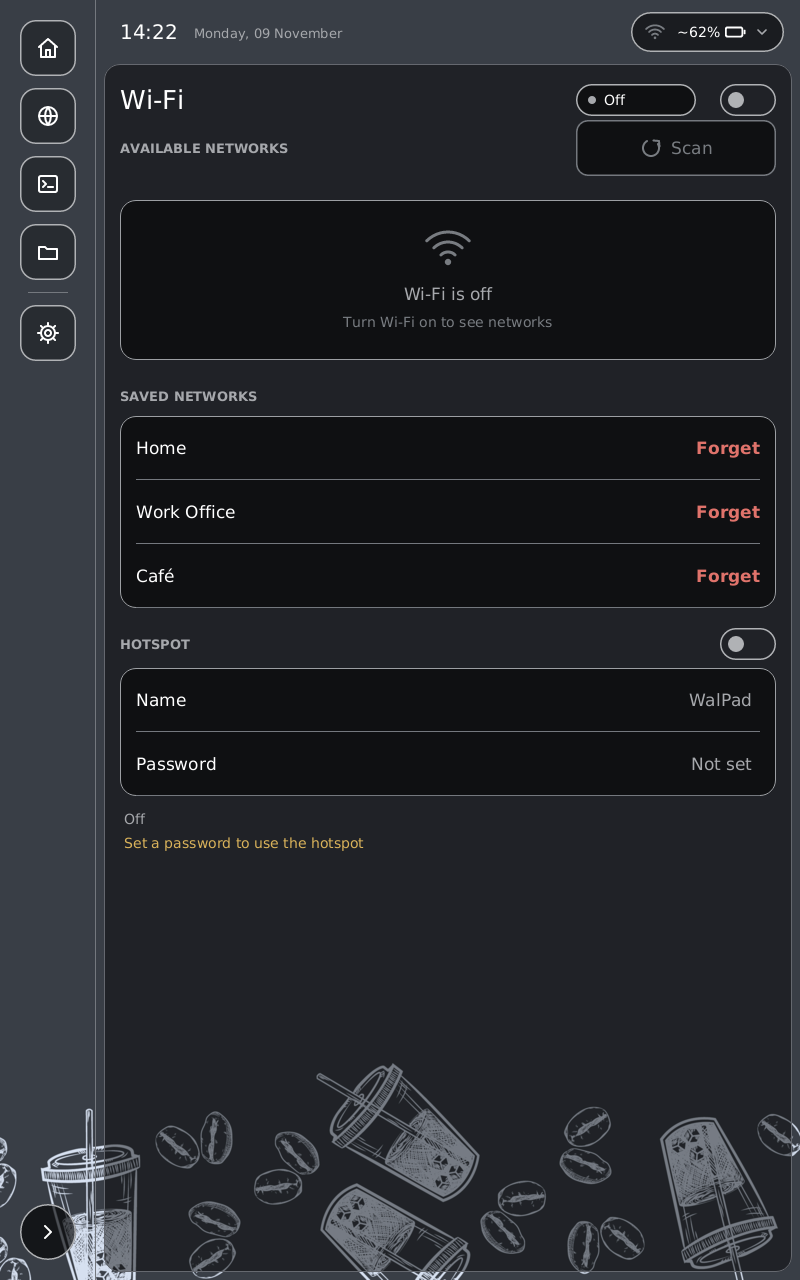 14:22 Monday, 09 November ~62%
Wi-Fi Off
AVAILABLE NETWORKS Scan
Wi-Fi is off
Turn Wi-Fi on to see networks
SAVED NETWORKS
Home Forget
Work Office Forget
Café Forget
HOTSPOT
Name WalPad
Password Not set
Off
Set a password to use the hotspot